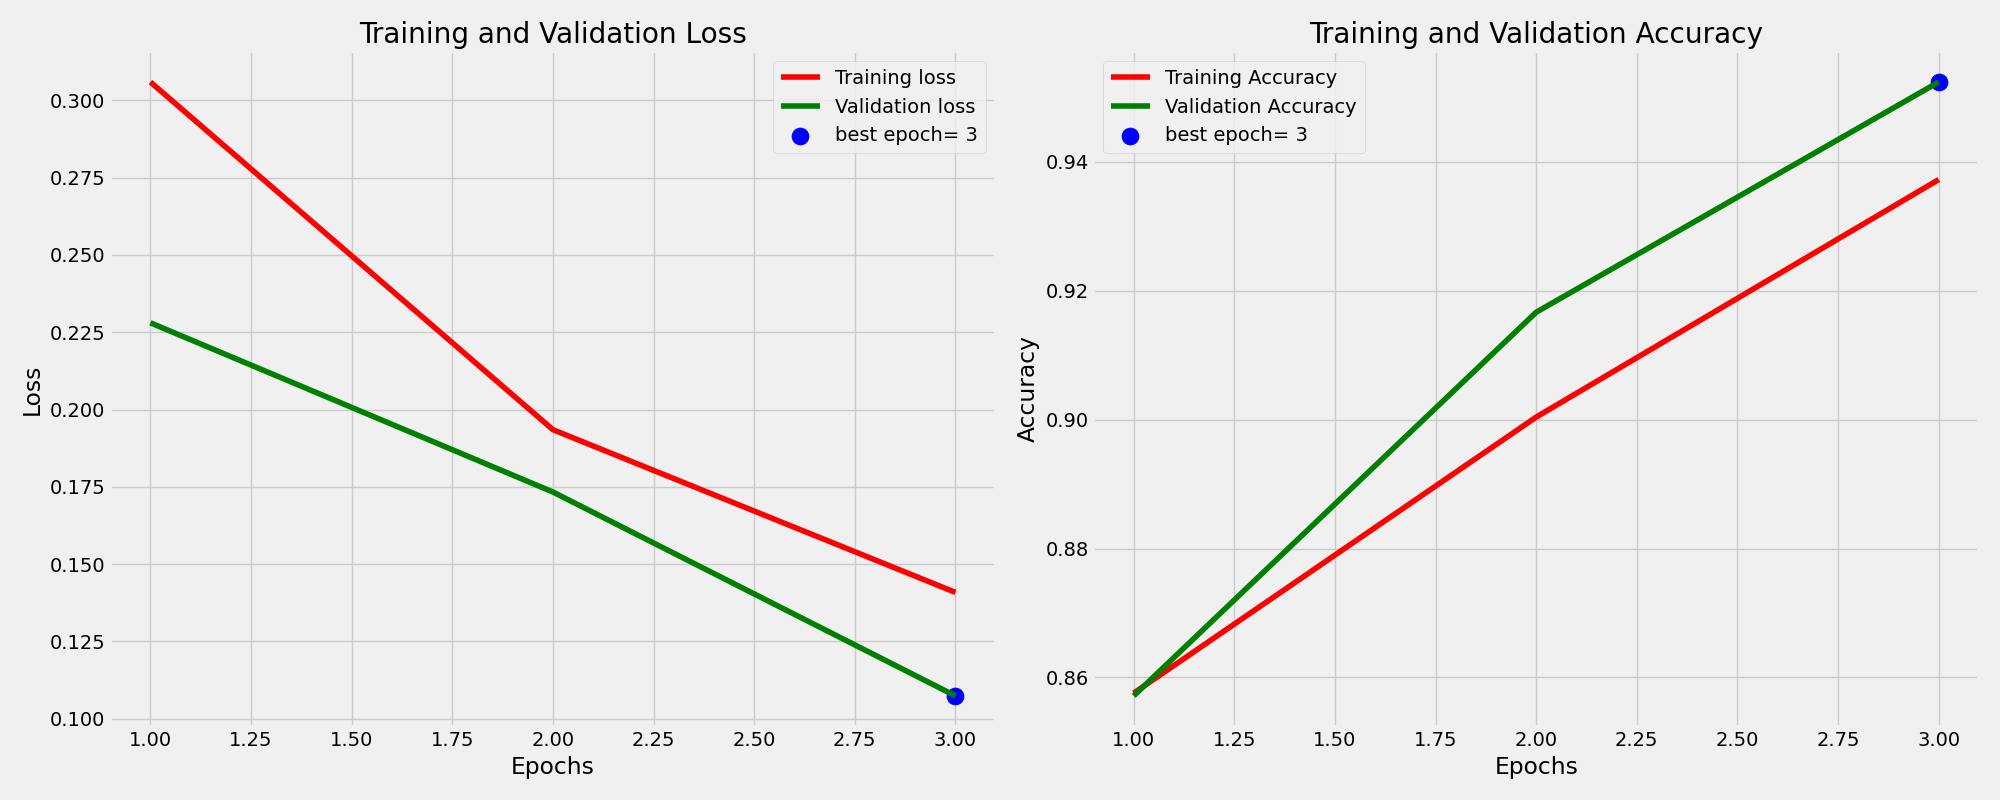 Training and Validation Loss
Training loss
Validation loss
best epoch= 3
0.300
0.275
0.250
0.225
0.200
0.175
0.150
0.125
0.100
Loss
1.00 1.25 1.50 1.75 2.00 2.25 2.50 2.75 3.00
Epochs
Training and Validation Accuracy
Training Accuracy
Validation Accuracy
best epoch= 3
0.94
0.92
0.90
0.88
0.86
Accuracy
1.00 1.25 1.50 1.75 2.00 2.25 2.50 2.75 3.00
Epochs